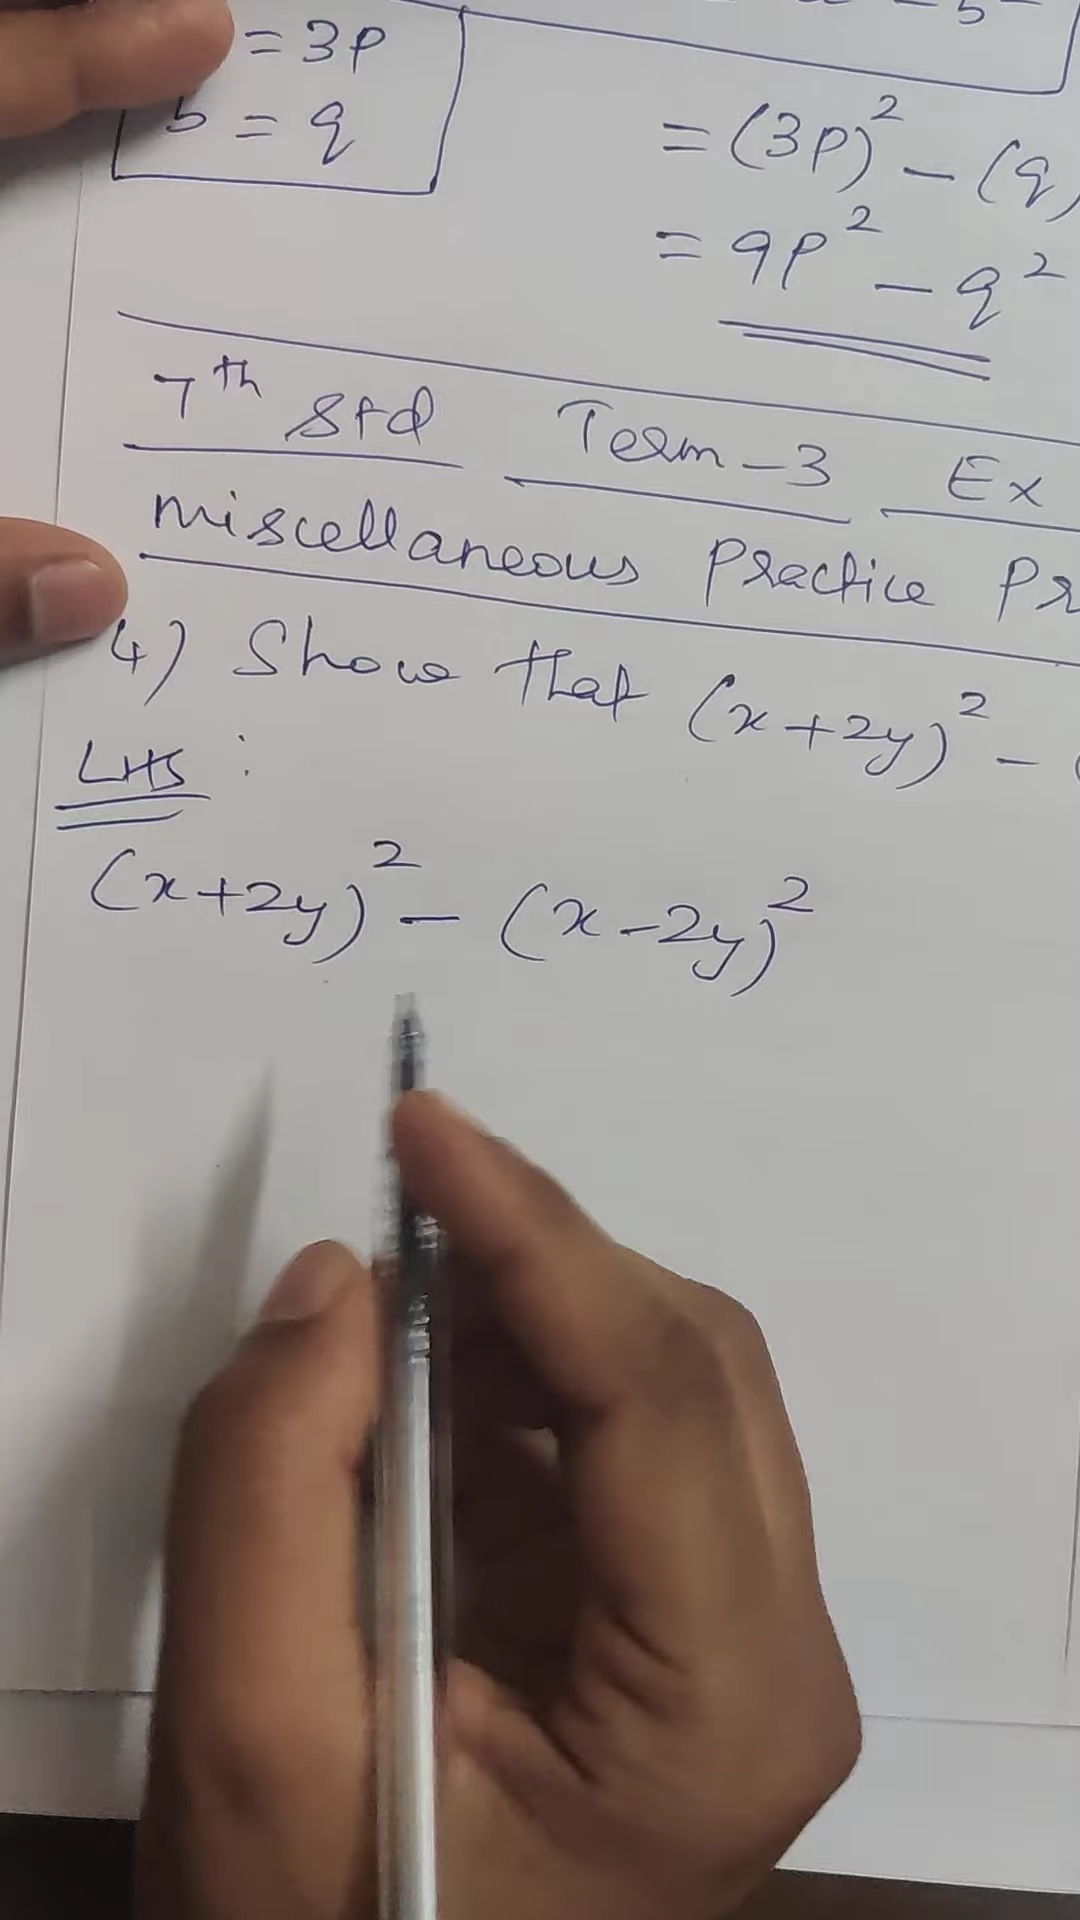 = 3p
b = q
= (3p)² - (q)
= 9p² - q²
7th Std Term-3 Ex
miscellaneous Practice Pr
4) Show that (x+2y)² - (
LHS :
(x+2y)² - (x-2y)²